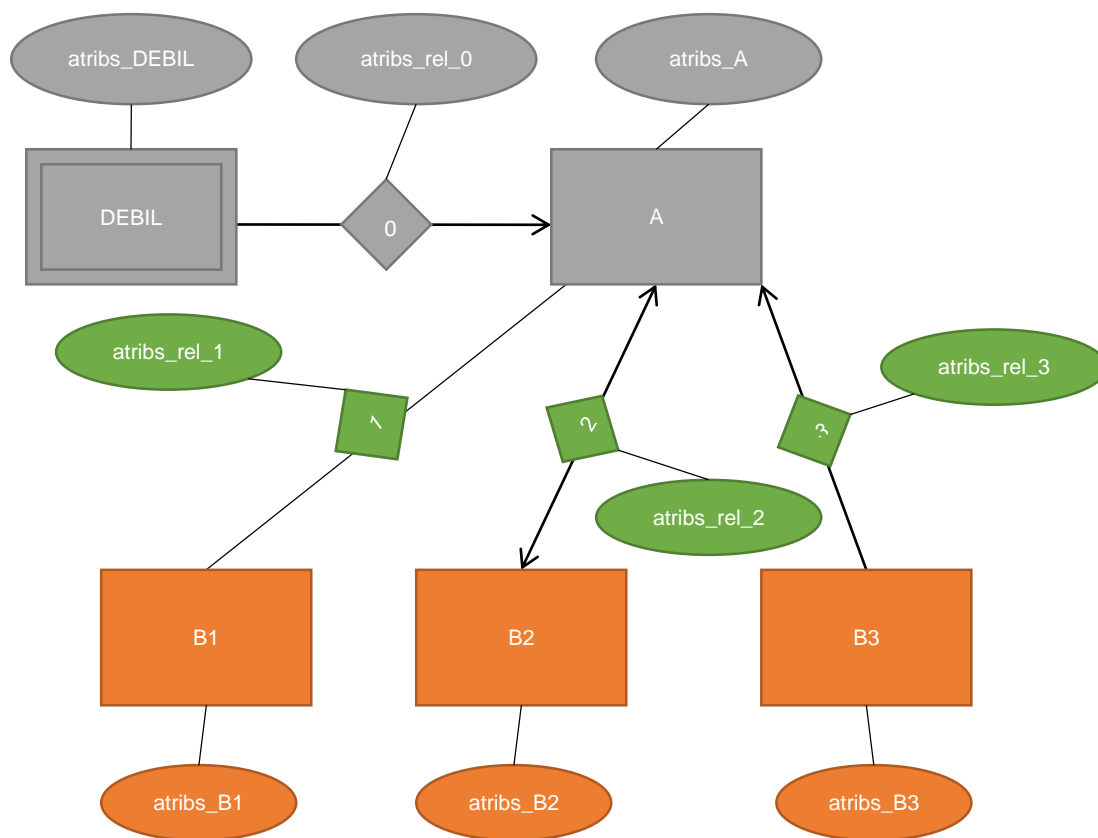 atribs_DEBIL
atribs_rel_0
atribs_A
DEBIL
0
A
atribs_rel_1
atribs_rel_3
1
2
3
atribs_rel_2
B1
B2
B3
atribs_B1
atribs_B2
atribs_B3